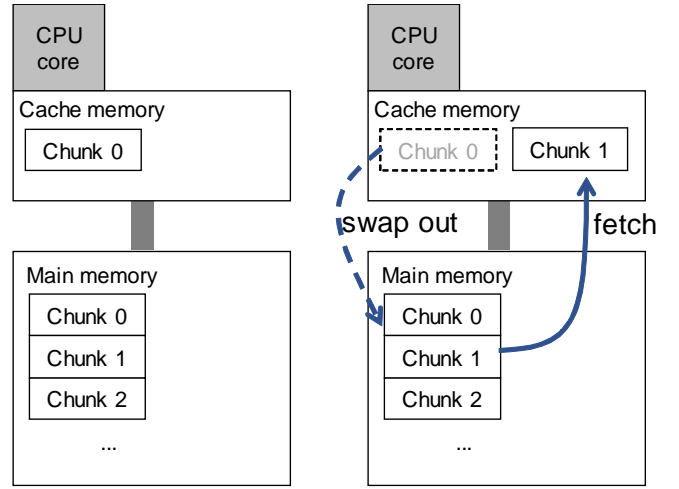 CPU
core
Cache memory
Chunk 0
Main memory
Chunk 0
Chunk 1
Chunk 2
...
CPU
core
Cache memory
Chunk 0
Chunk 1
swap out
fetch
Main memory
Chunk 0
Chunk 1
Chunk 2
...